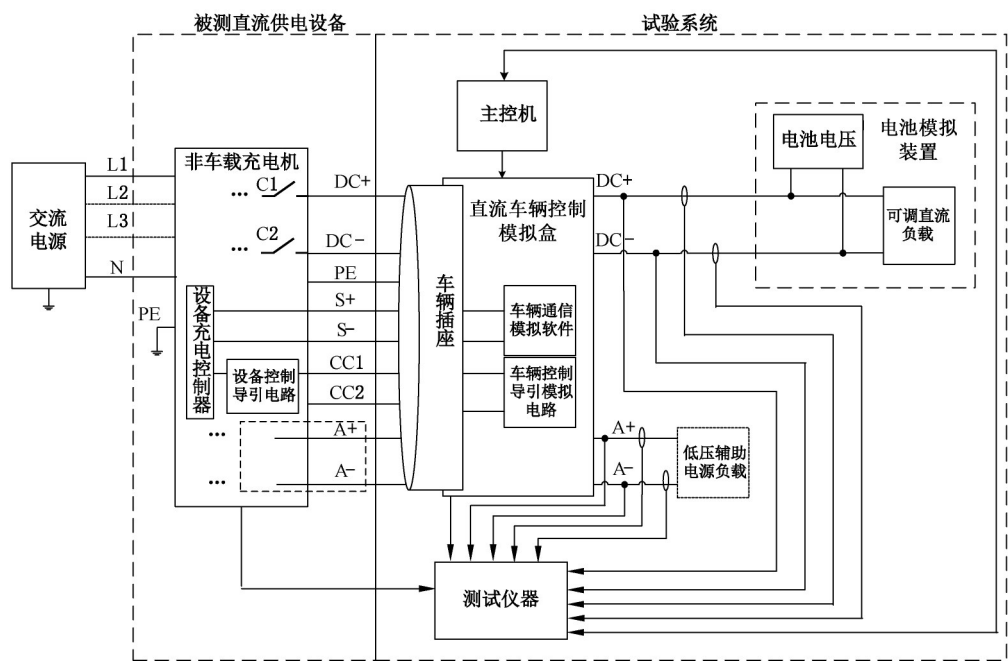 被测直流供电设备
试验系统
主控机
电池电压
电池模拟
装置
可调直流
负载
交流
电源
L1
L2
L3
N
PE
非车载充电机
... C1
... C2
DC+
DC-
PE
S+
S-
CC1
CC2
A+
A-
设备充电控制器
设备控制
导引电路
...
...
车辆插座
直流车辆控制
模拟盒
车辆通信
模拟软件
车辆控制
导引模拟
电路
DC+
DC-
A+
A-
低压辅助
电源负载
测试仪器